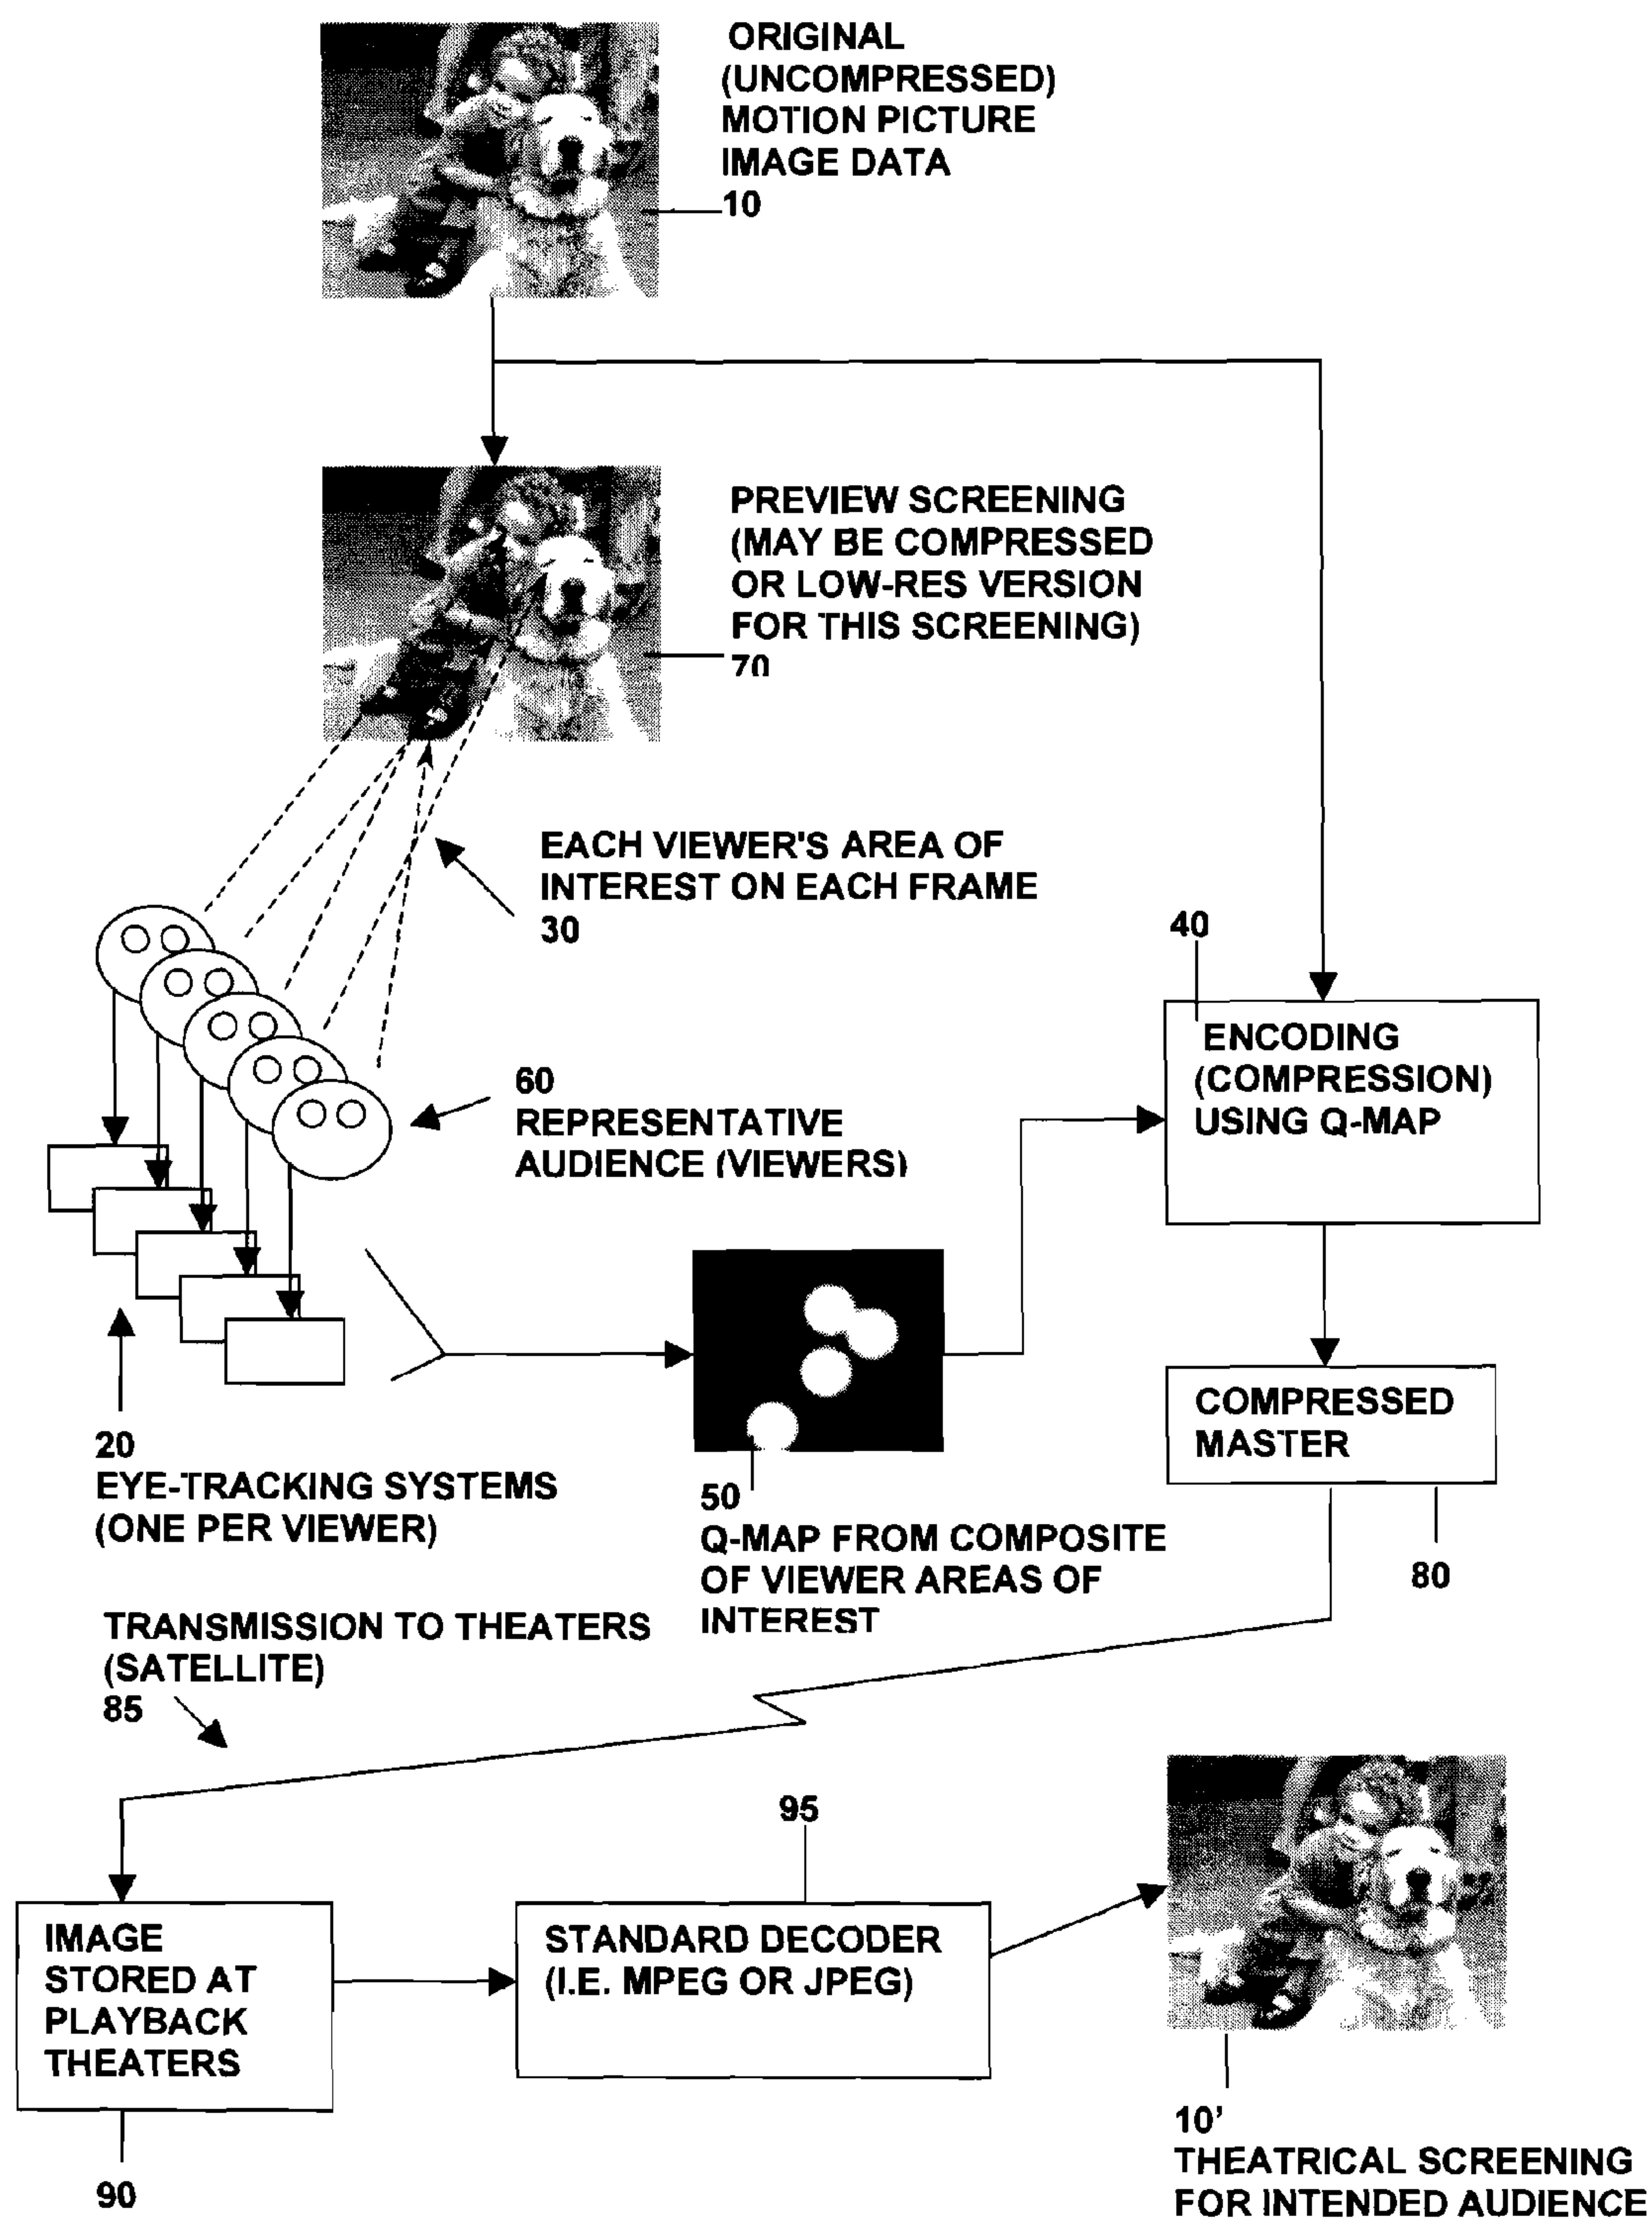 ORIGINAL
(UNCOMPRESSED)
MOTION PICTURE
IMAGE DATA
10
PREVIEW SCREENING
(MAY BE COMPRESSED
OR LOW-RES VERSION
FOR THIS SCREENING)
70
EACH VIEWER'S AREA OF
INTEREST ON EACH FRAME
30
40
ENCODING
(COMPRESSION)
USING Q-MAP
60
REPRESENTATIVE
AUDIENCE (VIEWERS)
20
EYE-TRACKING SYSTEMS
(ONE PER VIEWER)
50
Q-MAP FROM COMPOSITE
OF VIEWER AREAS OF
INTEREST
COMPRESSED
MASTER
80
TRANSMISSION TO THEATERS
(SATELLITE)
85
IMAGE
STORED AT
PLAYBACK
THEATERS
90
95
STANDARD DECODER
(I.E. MPEG OR JPEG)
10'
THEATRICAL SCREENING
FOR INTENDED AUDIENCE